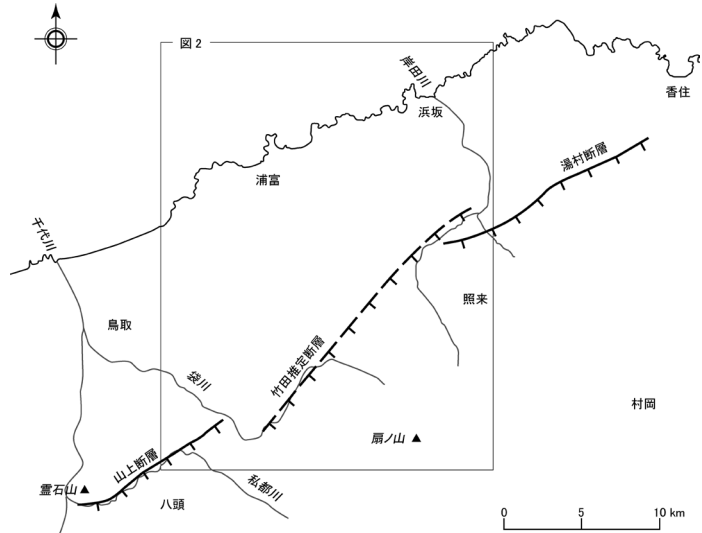 図 2
岸田川
香住
浜坂
湯村断層
浦富
千代川
照来
鳥取
竹田推定断層
袋川
村岡
扇ノ山
山上断層
霊石山
私都川
八頭
0 5 10 km